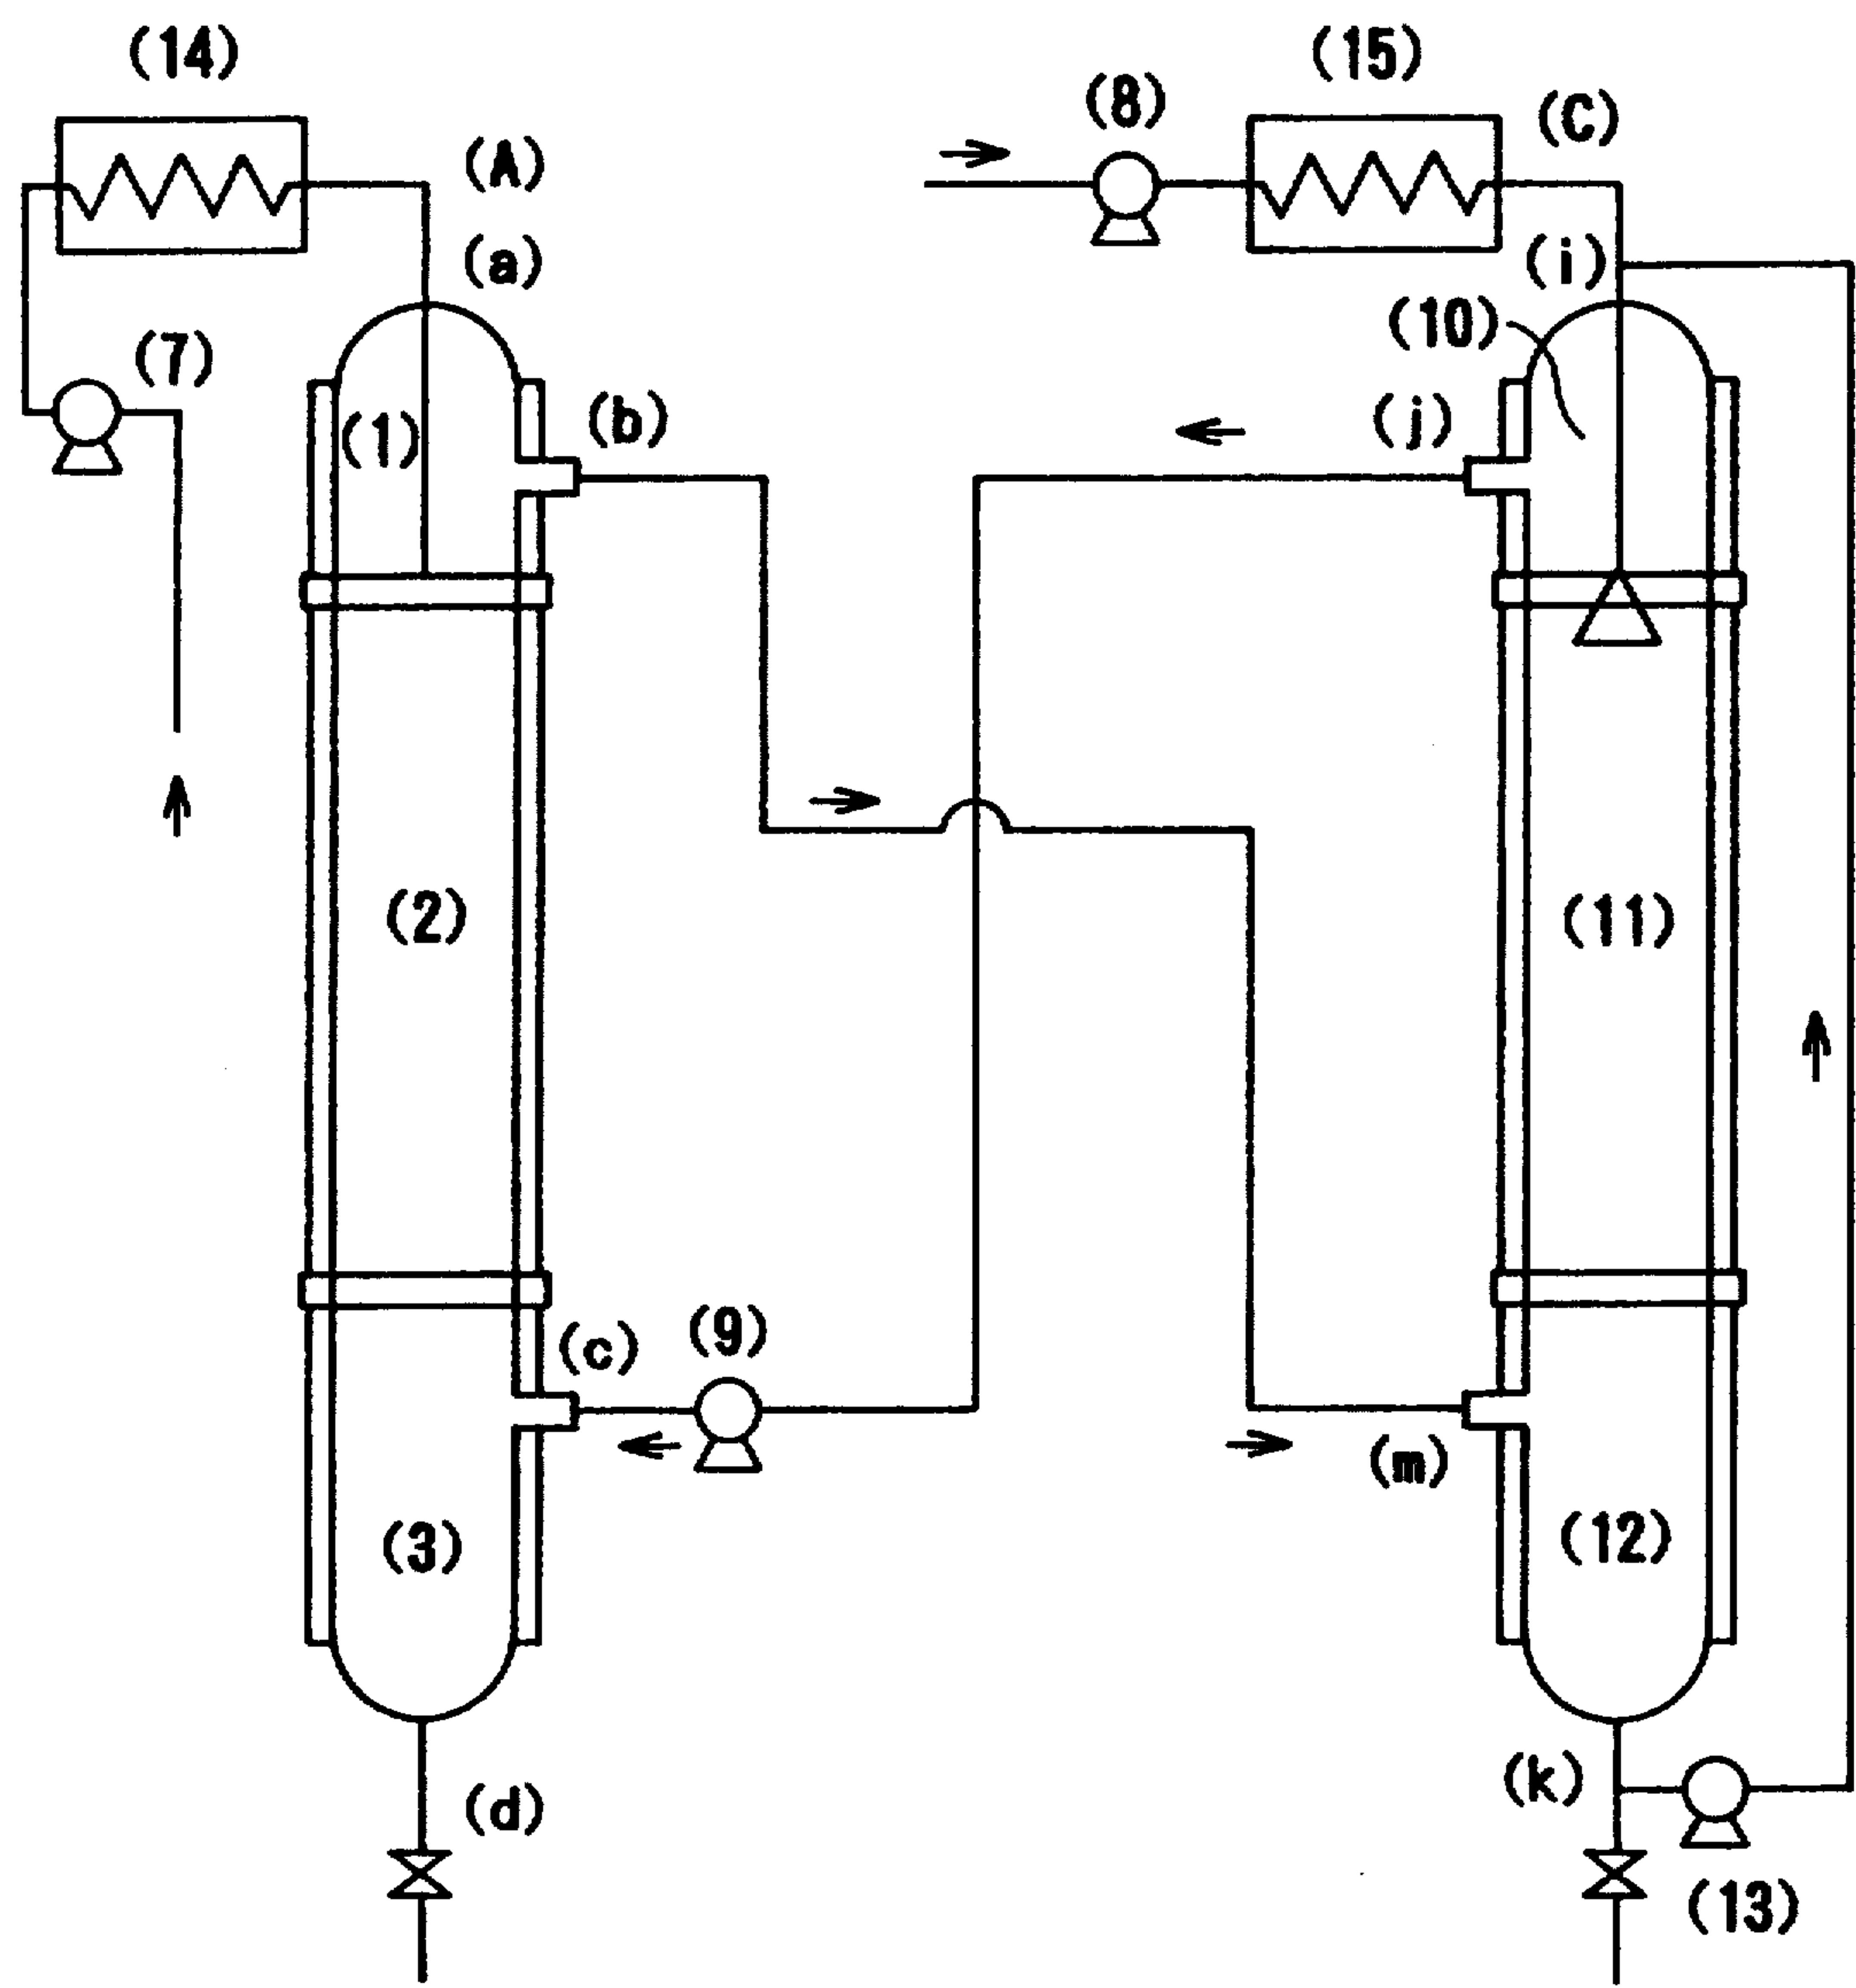 (14)
(15)
(8)
(C)
(A)
(a)
(i)
(10)
(7)
(1)
(b)
(j)
(2)
(11)
(c)
(9)
(m)
(3)
(12)
(d)
(k)
(13)